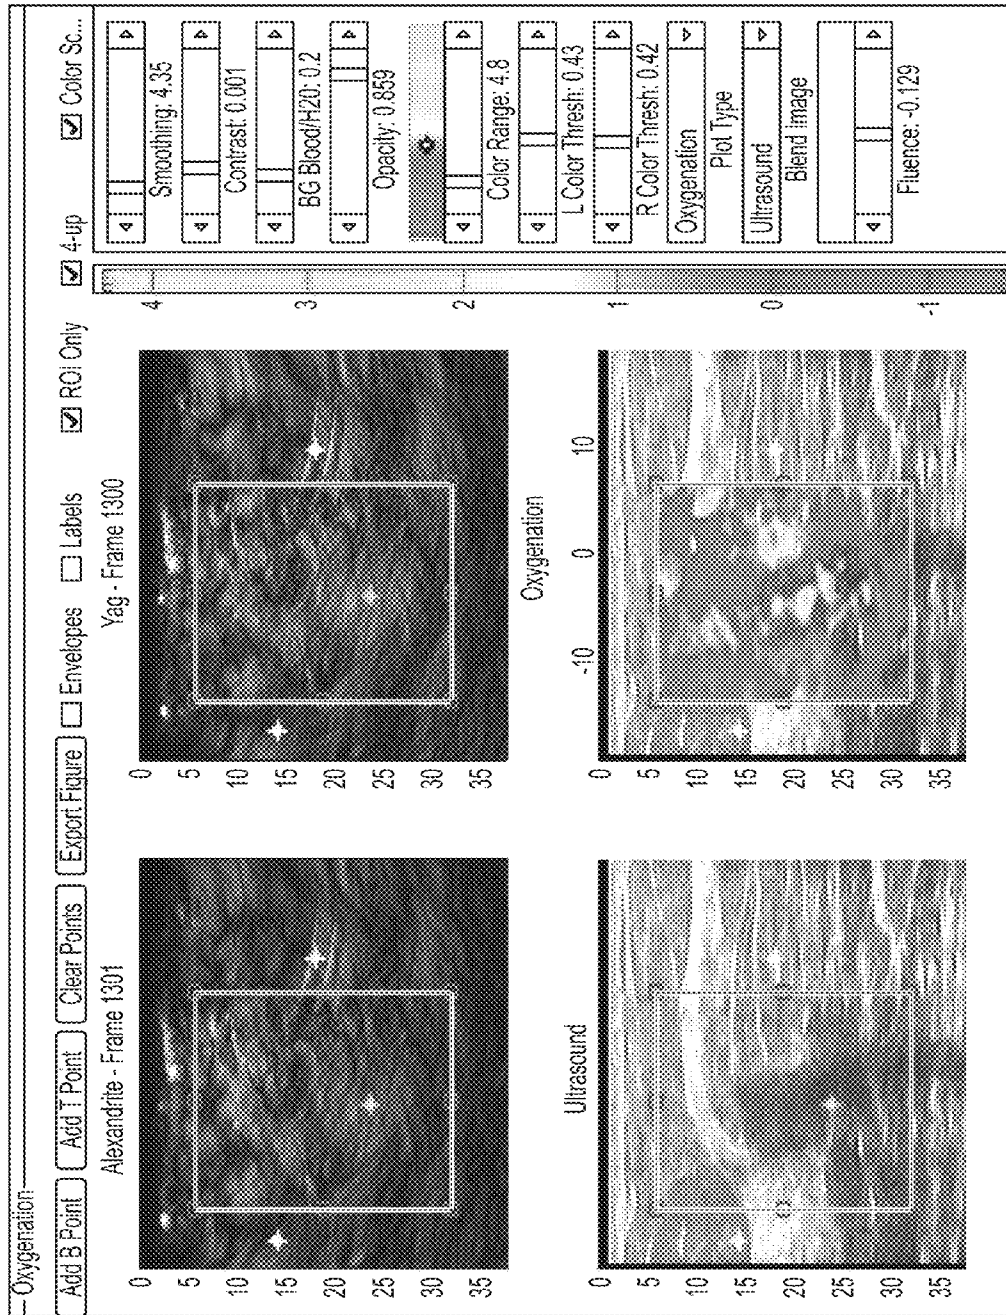 Oxygenation
Add B Point Add T Point Clear Points Export Figure Envelopes Labels ROI Only 4-up Color Sc...
Alexandrite - Frame 1301
0
5
10
15
20
25
30
35
Yag - Frame 1300
0
5
10
15
20
25
30
35
Ultrasound
0
5
10
15
20
25
30
35
Oxygenation
-10 0 10
0
5
10
15
20
25
30
35
4
3
2
1
0
-1
Smoothing: 4.35
Contrast: 0.001
BG Blood/H20: 0.2
Opacity: 0.859
Color Range: 4.8
L Color Thresh: 0.43
R Color Thresh: 0.42
Oxygenation
Plot Type
Ultrasound
Blend Image
Fluence: -0.129